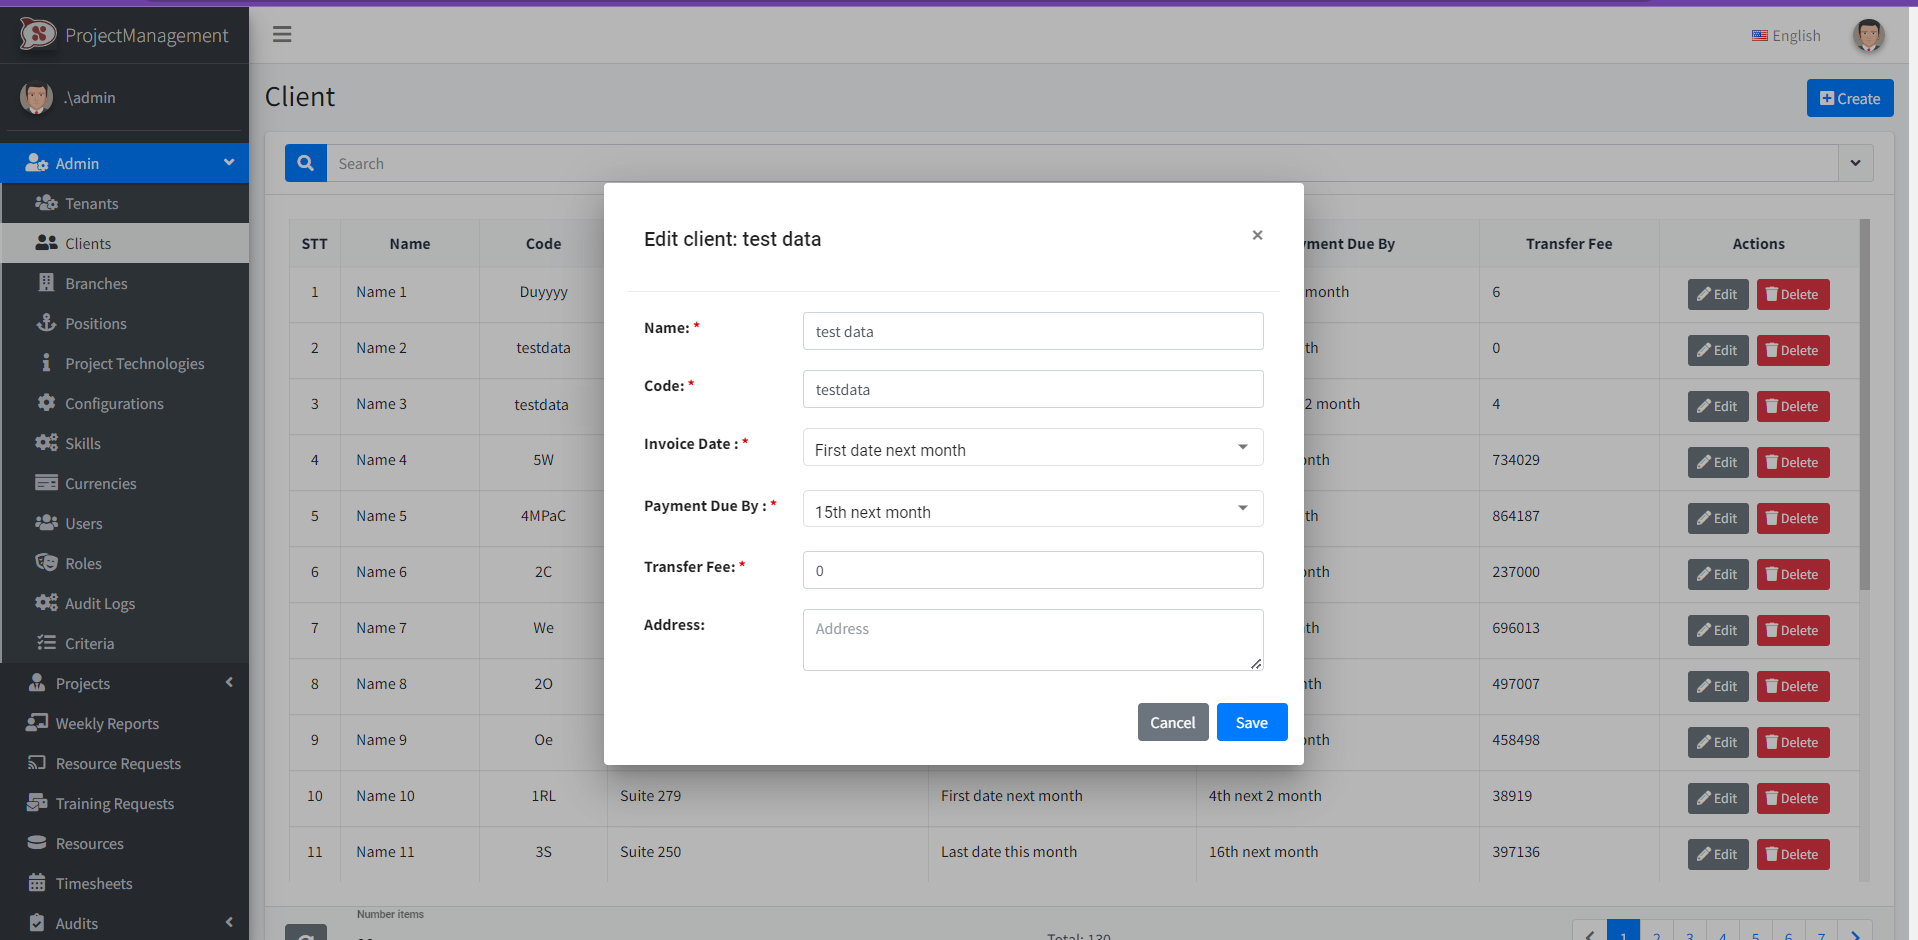 ProjectManagement
English
.\admin
Client
Create
Admin
Search
Tenants
Clients
Branches
Positions
Project Technologies
Configurations
Skills
Currencies
Users
Roles
Audit Logs
Criteria
Projects
Weekly Reports
Resource Requests
Training Requests
Resources
Timesheets
Audits
STT Name Code yment Due By Transfer Fee Actions
1 Name 1 Duyyyy month 6 Edit Delete
2 Name 2 testdata th 0 Edit Delete
3 Name 3 testdata 2 month 4 Edit Delete
4 Name 4 5W onth 734029 Edit Delete
5 Name 5 4MPaC th 864187 Edit Delete
6 Name 6 2C onth 237000 Edit Delete
7 Name 7 We th 696013 Edit Delete
8 Name 8 2O th 497007 Edit Delete
9 Name 9 Oe onth 458498 Edit Delete
10 Name 10 1RL Suite 279 First date next month 4th next 2 month 38919 Edit Delete
11 Name 11 3S Suite 250 Last date this month 16th next month 397136 Edit Delete
Edit client: test data ×
Name: * test data
Code: * testdata
Invoice Date : * First date next month
Payment Due By : * 15th next month
Transfer Fee: * 0
Address: Address
Cancel Save
Number items
Total: 130
1 2 3 4 5 6 7